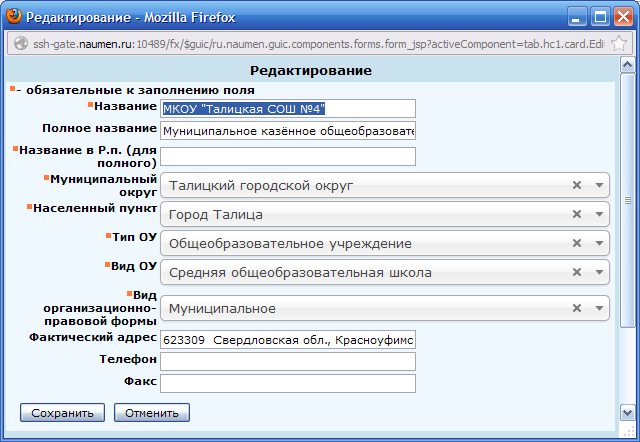 Редактирование - Mozilla Firefox
ssh-gate.naumen.ru:10489/fx/$guic/ru.naumen.guic.components.forms.form_jsp?activeComponent=tab.hc1.card.Edi
Редактирование
- обязательные к заполнению поля
Название МКОУ "Талицкая СОШ №4"
Полное название Муниципальное казённое общеобразовате
Название в Р.п. (для
полного)
Муниципальный
округ Талицкий городской округ
Населенный пункт Город Талица
Тип ОУ Общеобразовательное учреждение
Вид ОУ Средняя общеобразовательная школа
Вид
организационно-
правовой формы Муниципальное
Фактический адрес 623309 Свердловская обл., Красноуфимс
Телефон
Факс
Сохранить Отменить